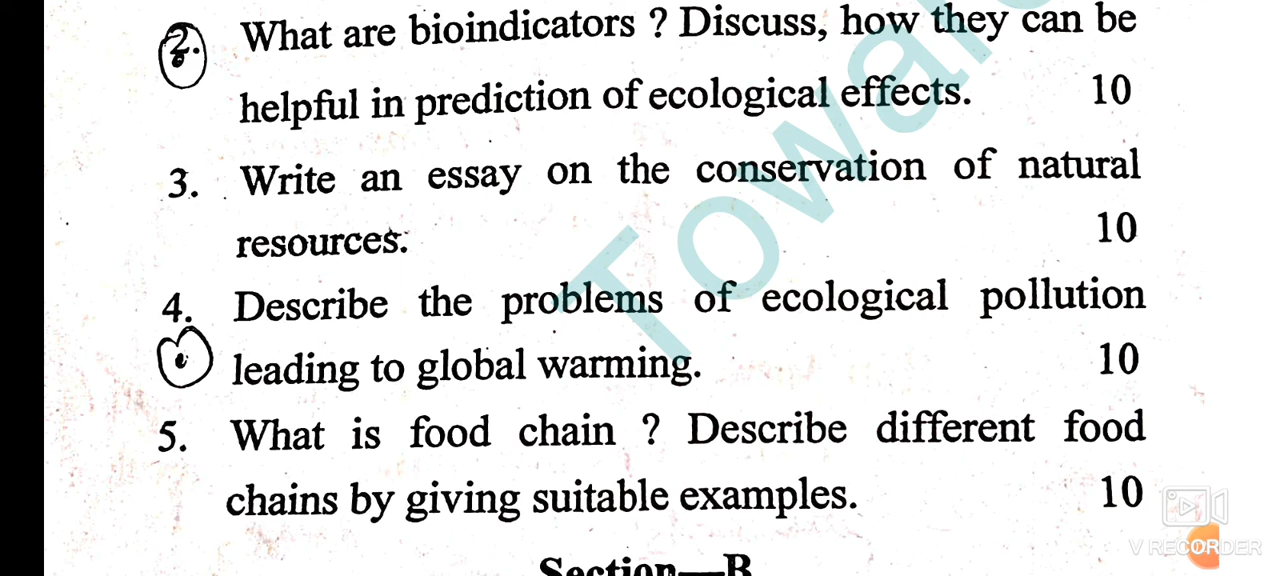 2. What are bioindicators ? Discuss, how they can be
helpful in prediction of ecological effects. 10
3. Write an essay on the conservation of natural
resources. 10
4. Describe the problems of ecological pollution
leading to global warming. 10
5. What is food chain ? Describe different food
chains by giving suitable examples. 10
Section—B
Towa
V RECORDER